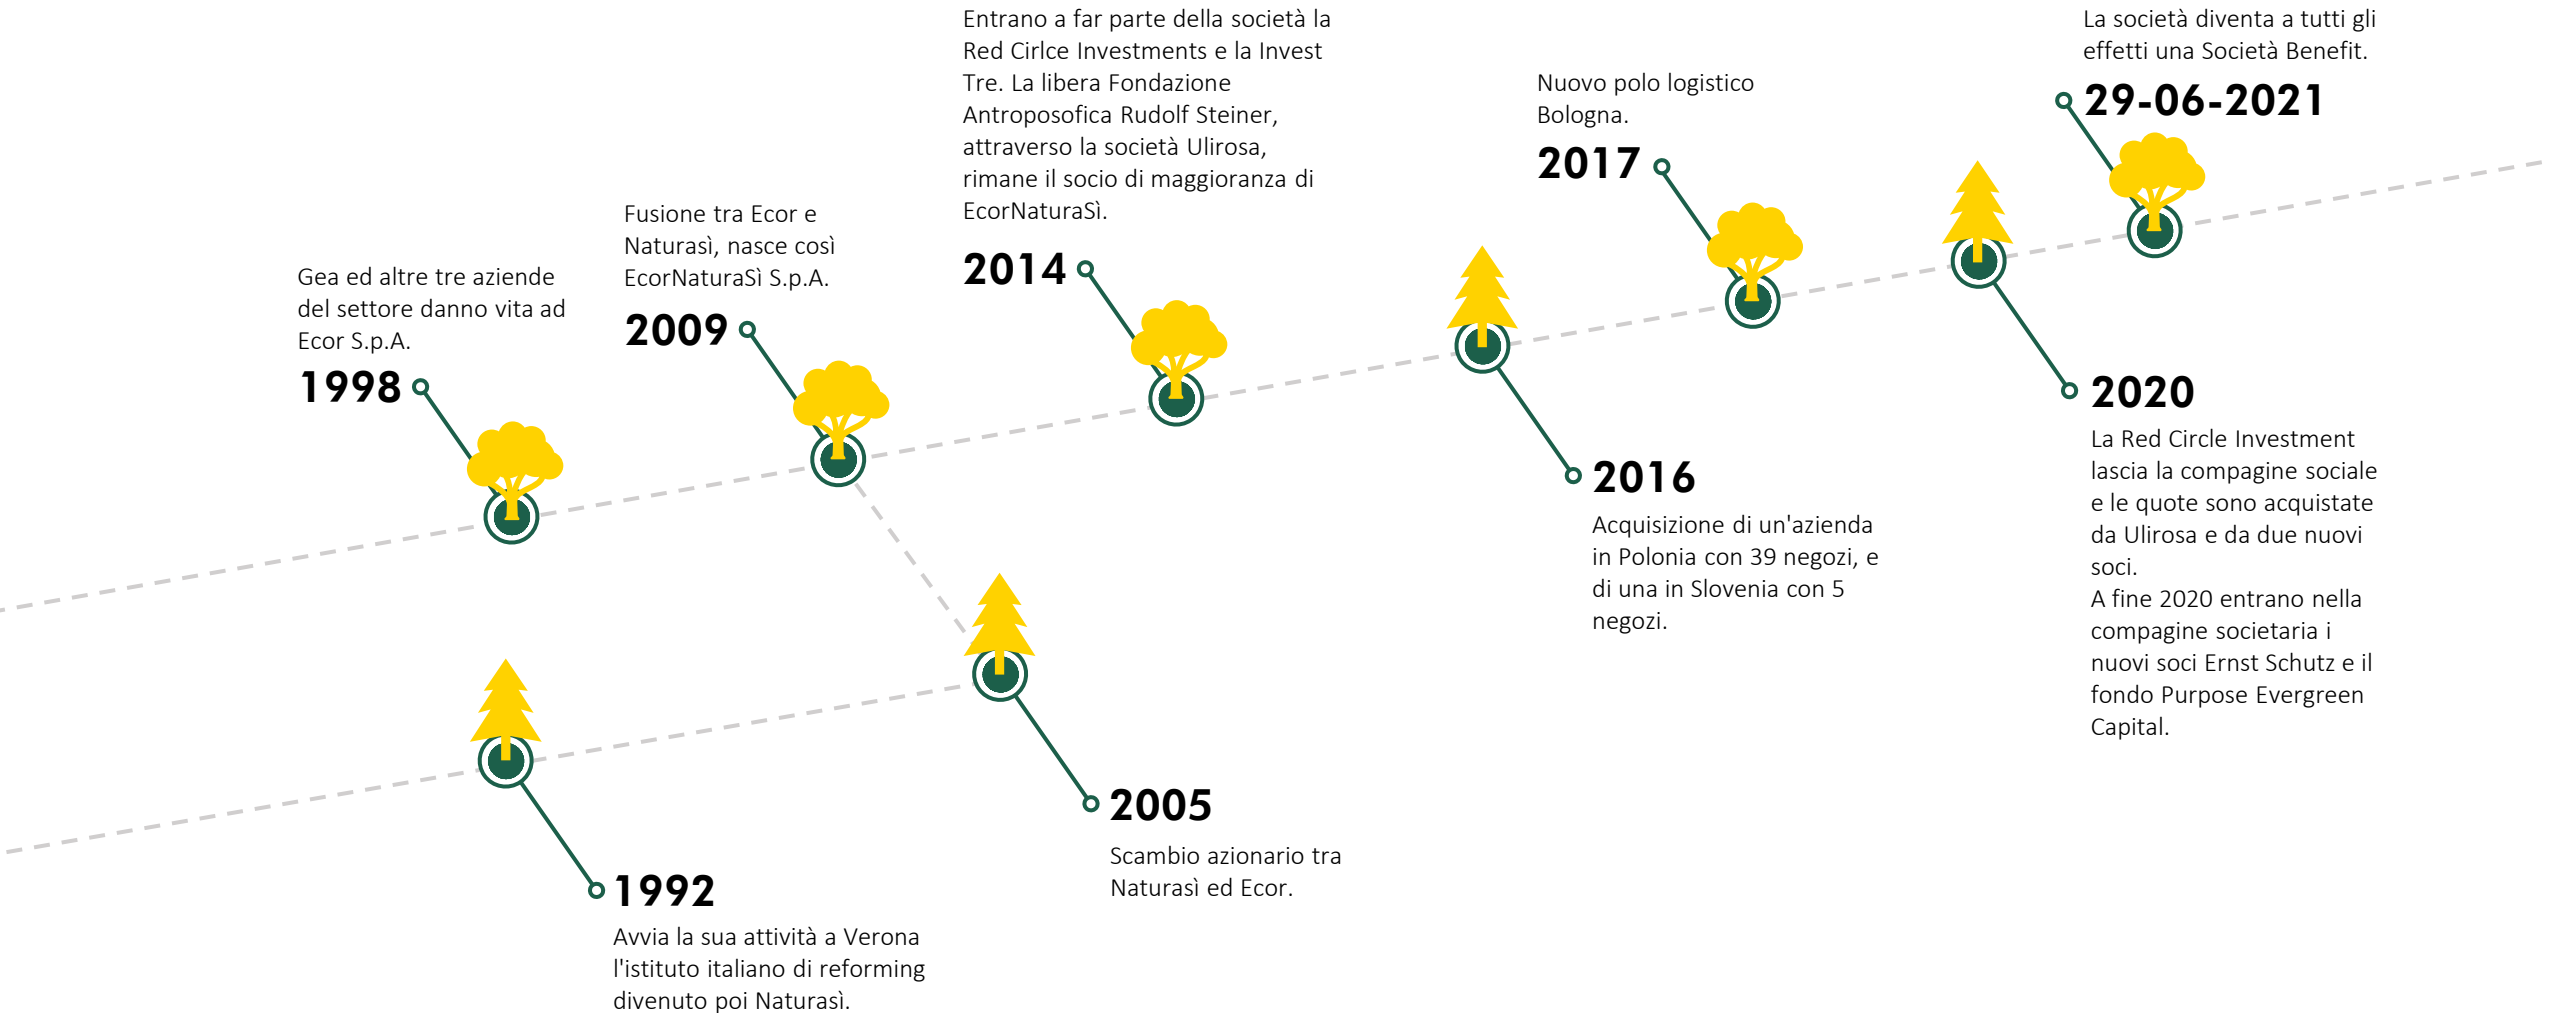 Gea ed altre tre aziende
del settore danno vita ad
Ecor S.p.A.
1998
Fusione tra Ecor e
Naturasì, nasce così
EcorNaturaSì S.p.A.
2009
Entrano a far parte della società la
Red Cirlce Investments e la Invest
Tre. La libera Fondazione
Antroposofica Rudolf Steiner,
attraverso la società Ulirosa,
rimane il socio di maggioranza di
EcorNaturaSì.
2014
Nuovo polo logistico
Bologna.
2017
La società diventa a tutti gli
effetti una Società Benefit.
29-06-2021
1992
Avvia la sua attività a Verona
l'istituto italiano di reforming
divenuto poi Naturasì.
2005
Scambio azionario tra
Naturasì ed Ecor.
2016
Acquisizione di un'azienda
in Polonia con 39 negozi, e
di una in Slovenia con 5
negozi.
2020
La Red Circle Investment
lascia la compagine sociale
e le quote sono acquistate
da Ulirosa e da due nuovi
soci.
A fine 2020 entrano nella
compagine societaria i
nuovi soci Ernst Schutz e il
fondo Purpose Evergreen
Capital.